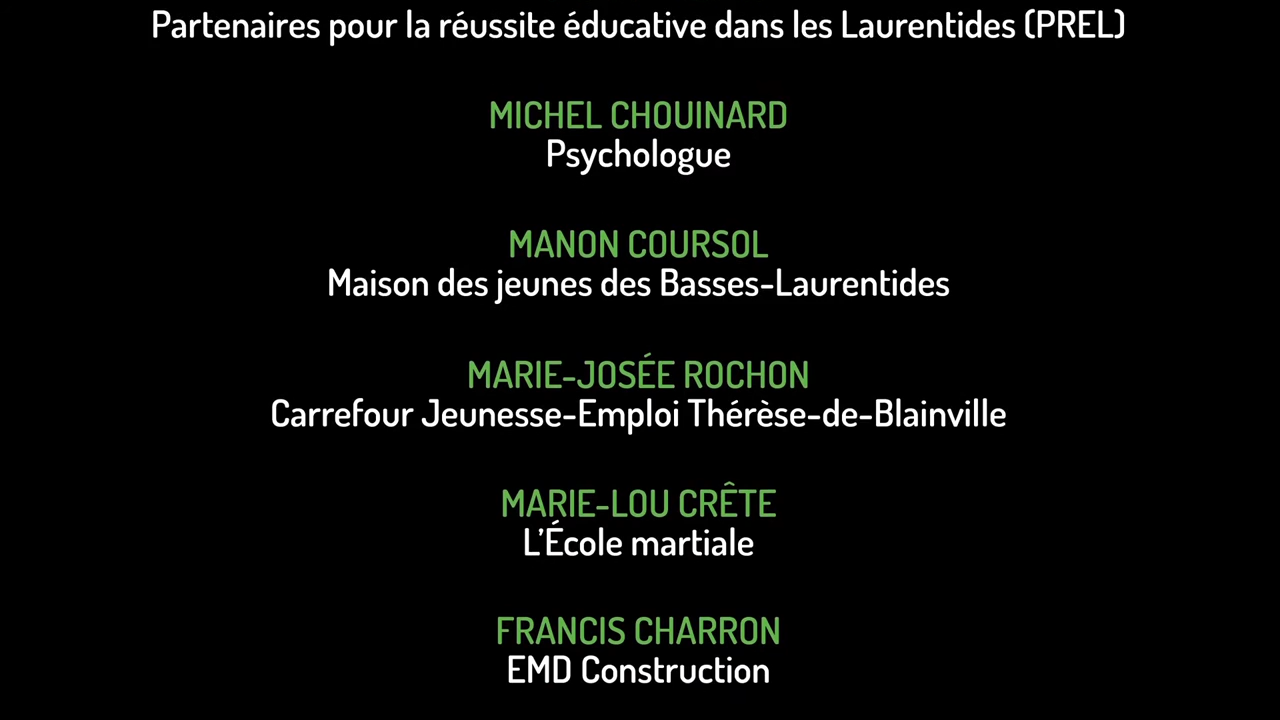 Partenaires pour la réussite éducative dans les Laurentides (PREL)
MICHEL CHOUINARD
Psychologue
MANON COURSOL
Maison des jeunes des Basses-Laurentides
MARIE-JOSÉE ROCHON
Carrefour Jeunesse-Emploi Thérèse-de-Blainville
MARIE-LOU CRÊTE
L'École martiale
FRANCIS CHARRON
EMD Construction